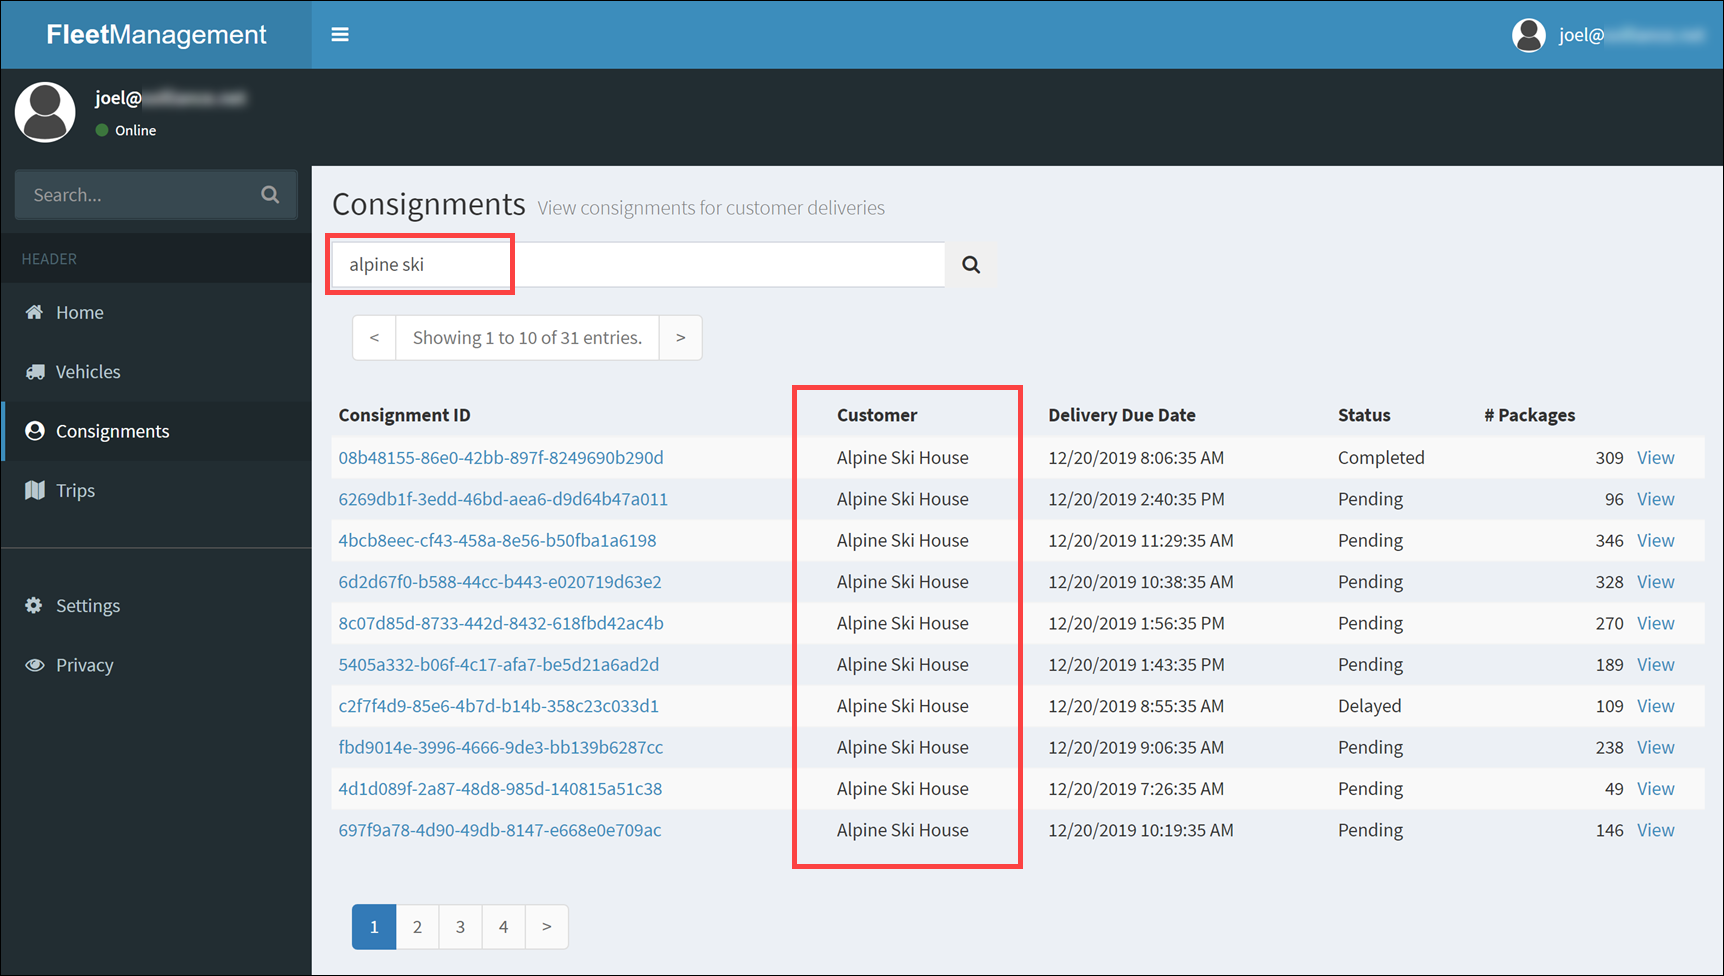 FleetManagement
joel@
joel@
Online
Search...
HEADER
Home
Vehicles
Consignments
Trips
Settings
Privacy
Consignments View consignments for customer deliveries
alpine ski
< Showing 1 to 10 of 31 entries. >
Consignment ID Customer Delivery Due Date Status # Packages
08b48155-86e0-42bb-897f-8249690b290d Alpine Ski House 12/20/2019 8:06:35 AM Completed 309 View
6269db1f-3edd-46bd-aea6-d9d64b47a011 Alpine Ski House 12/20/2019 2:40:35 PM Pending 96 View
4bcb8eec-cf43-458a-8e56-b50fba1a6198 Alpine Ski House 12/20/2019 11:29:35 AM Pending 346 View
6d2d67f0-b588-44cc-b443-e020719d63e2 Alpine Ski House 12/20/2019 10:38:35 AM Pending 328 View
8c07d85d-8733-442d-8432-618fbd42ac4b Alpine Ski House 12/20/2019 1:56:35 PM Pending 270 View
5405a332-b06f-4c17-afa7-be5d21a6ad2d Alpine Ski House 12/20/2019 1:43:35 PM Pending 189 View
c2f7f4d9-85e6-4b7d-b14b-358c23c033d1 Alpine Ski House 12/20/2019 8:55:35 AM Delayed 109 View
fbd9014e-3996-4666-9de3-bb139b6287cc Alpine Ski House 12/20/2019 9:06:35 AM Pending 238 View
4d1d089f-2a87-48d8-985d-140815a51c38 Alpine Ski House 12/20/2019 7:26:35 AM Pending 49 View
697f9a78-4d90-49db-8147-e668e0e709ac Alpine Ski House 12/20/2019 10:19:35 AM Pending 146 View
1 2 3 4 >